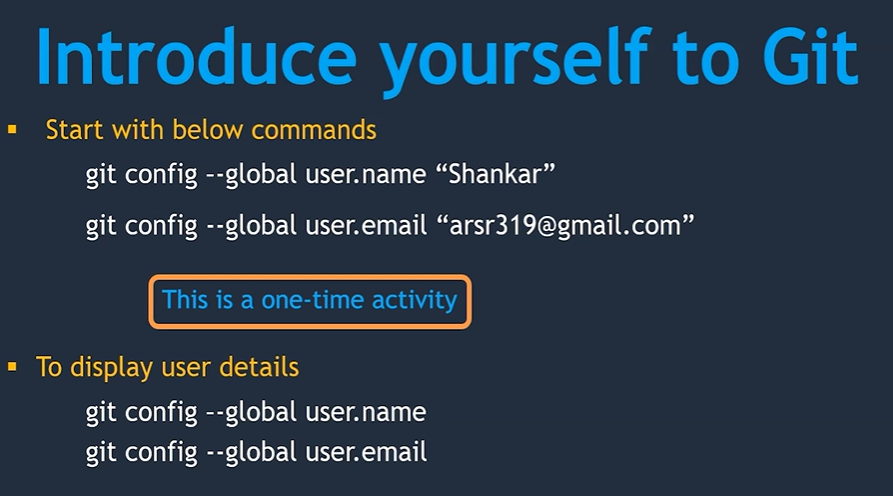 Introduce yourself to Git
▪ Start with below commands
git config –-global user.name “Shankar”
git config --global user.email “arsr319@gmail.com”
This is a one-time activity
▪ To display user details
git config –-global user.name
git config --global user.email